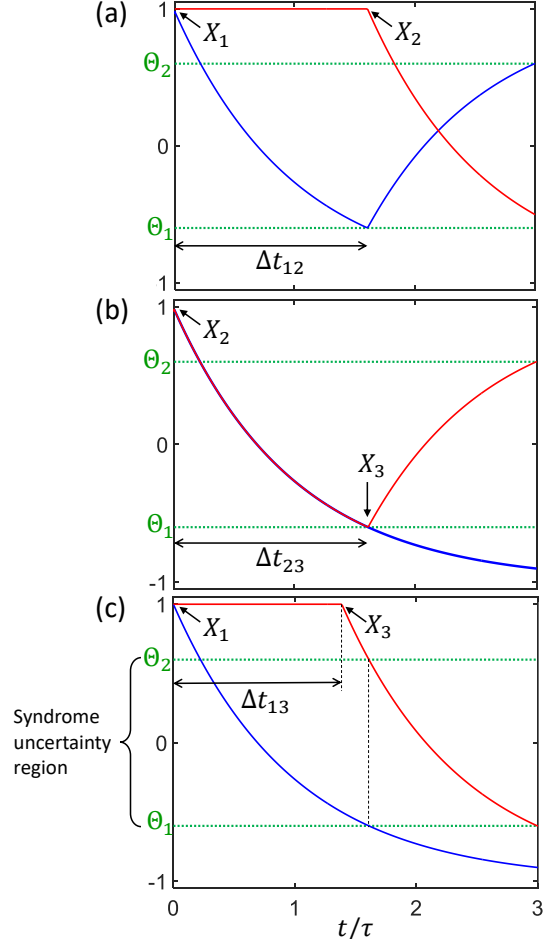 (a)
1
X₁
X₂
Θ₂
0
Θ₁
Δt₁₂
1
(b)
1
X₂
Θ₂
0
X₃
Θ₁
Δt₂₃
-1
(c)
1
X₁
X₃
Θ₂
Δt₁₃
Syndrome
uncertainty
region
0
Θ₁
-1
0 1 2 3
t/τ